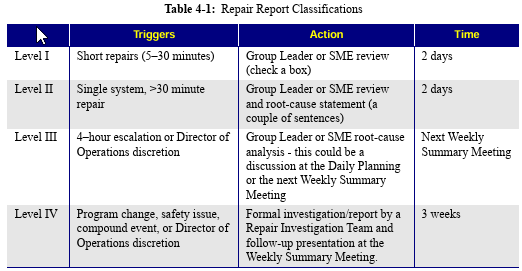 Table 4-1: Repair Report Classifications
Triggers Action Time
Level I Short repairs (5–30 minutes) Group Leader or SME review 2 days
(check a box)
Level II Single system, >30 minute Group Leader or SME review 2 days
repair and root-cause statement (a
couple of sentences)
Level III 4–hour escalation or Director of Group Leader or SME root-cause Next Weekly
Operations discretion analysis - this could be a Summary Meeting
discussion at the Daily Planning
or the next Weekly Summary
Meeting
Level IV Program change, safety issue, Formal investigation/report by a 3 weeks
compound event, or Director of Repair Investigation Team and
Operations discretion follow-up presentation at the
Weekly Summary Meeting.